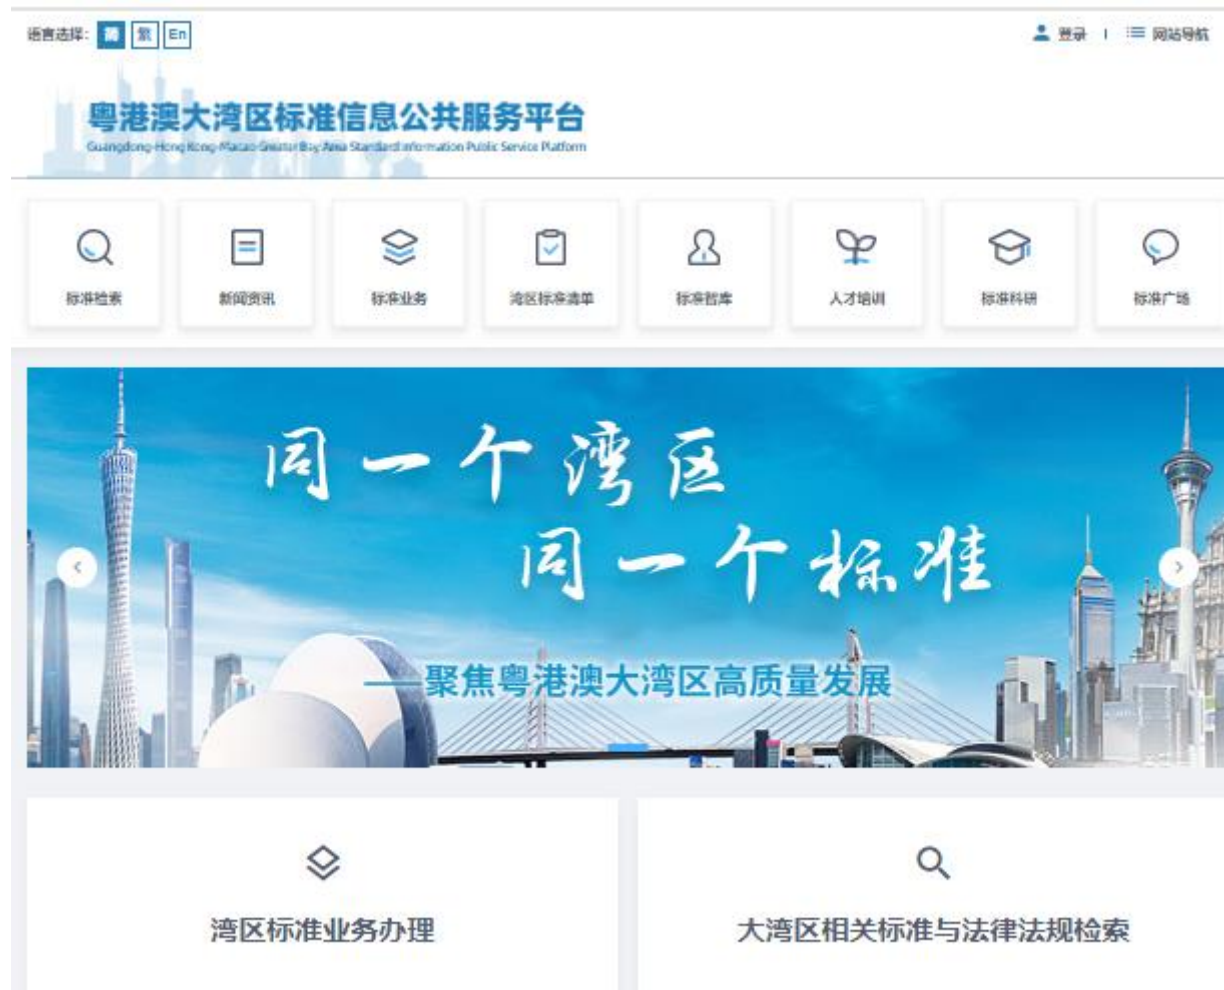 语言选择: 简 繁 En
登录 | 网站导航
粤港澳大湾区标准信息公共服务平台
Guangdong-Hong Kong-Macao Greater Bay Area Standard Information Public Service Platform
标准检索 新闻资讯 标准业务 湾区标准清单 标准智库 人才培训 标准科研 标准广场
同一个湾区
同一个标准
——聚焦粤港澳大湾区高质量发展
湾区标准业务办理 大湾区相关标准与法律法规检索